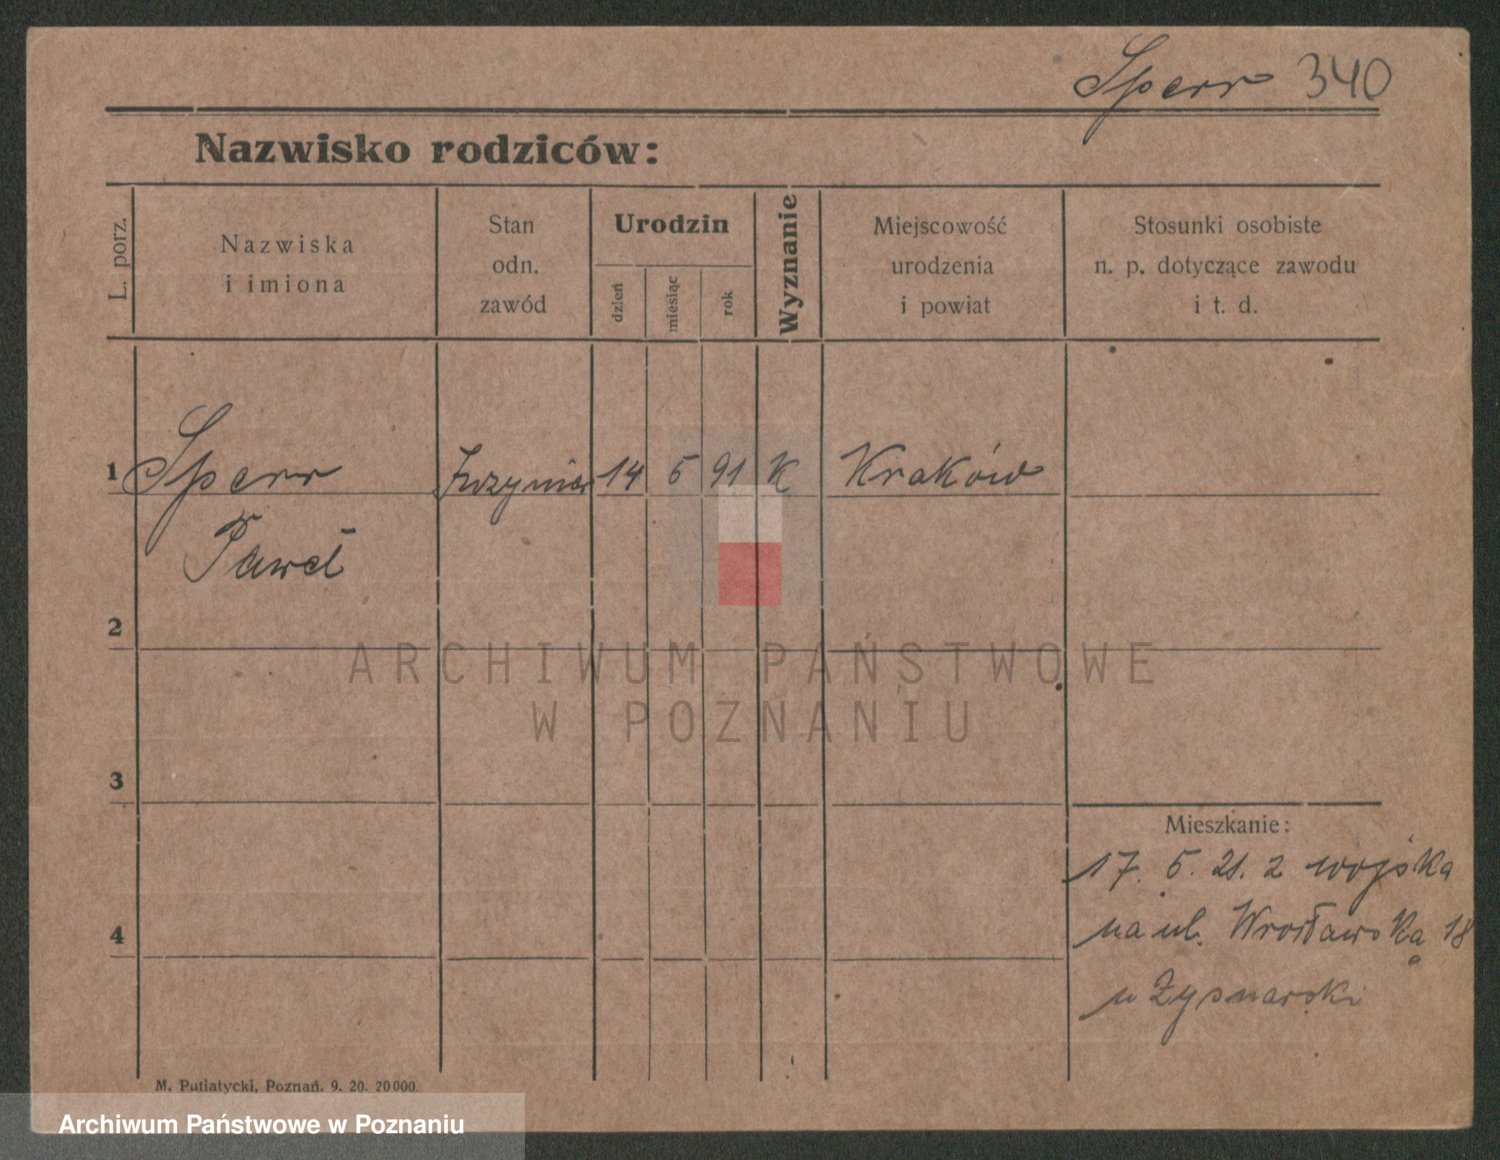 Sperr 340
Nazwisko rodziców:
L. porz.
Nazwiska
i imiona
Stan
odn.
zawód
Urodzin
dzień
miesiąc
rok
Wyznanie
Miejscowość
urodzenia
i powiat
Stosunki osobiste
n. p. dotyczące zawodu
i t. d.
1 Sperr 14 5 91 K Kraków
Paweł
2
3
4
Mieszkanie:
17. 5. 21. z wojska
na ul. Wrocławską 18
u
M. Putiatycki, Poznań. 9. 20. 20000.
ARCHIWUM PAŃSTWOWE
W POZNANIU
Archiwum Państwowe w Poznaniu